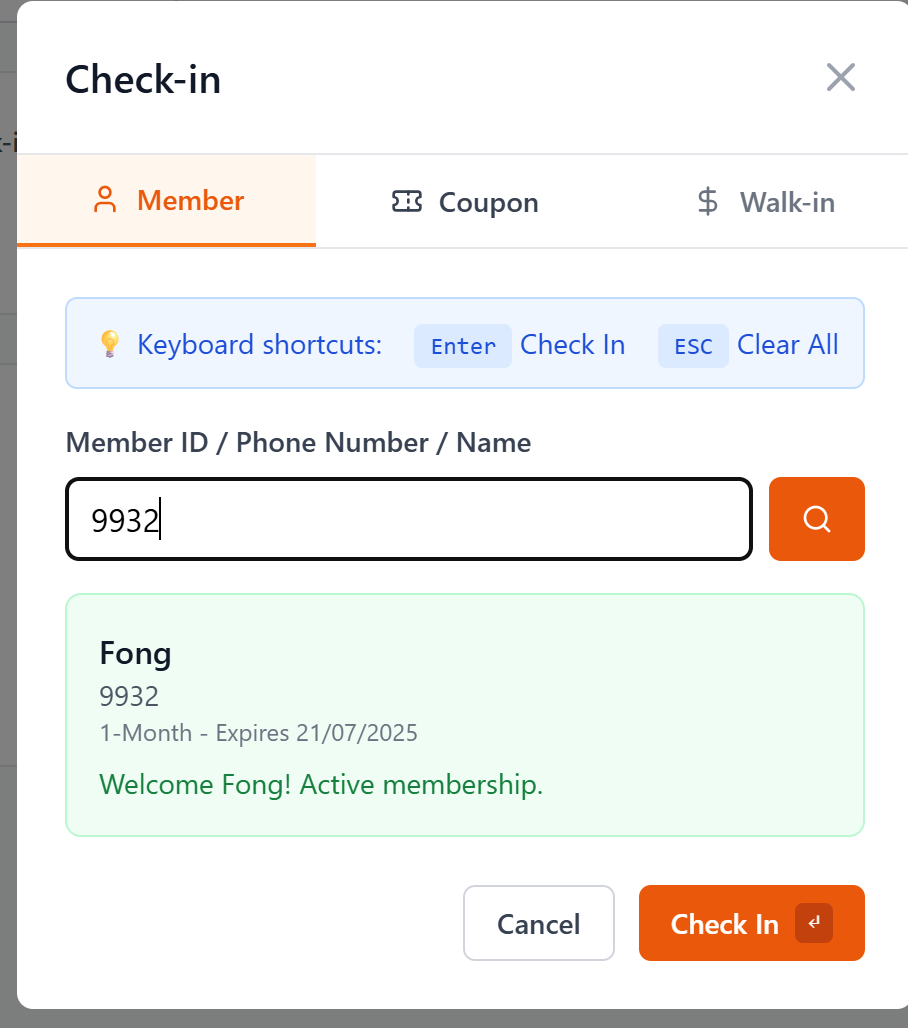 Check-in
Member
Coupon
Walk-in
Keyboard shortcuts: Enter Check In ESC Clear All
Member ID / Phone Number / Name
9932
Fong
9932
1-Month - Expires 21/07/2025
Welcome Fong! Active membership.
Cancel
Check In